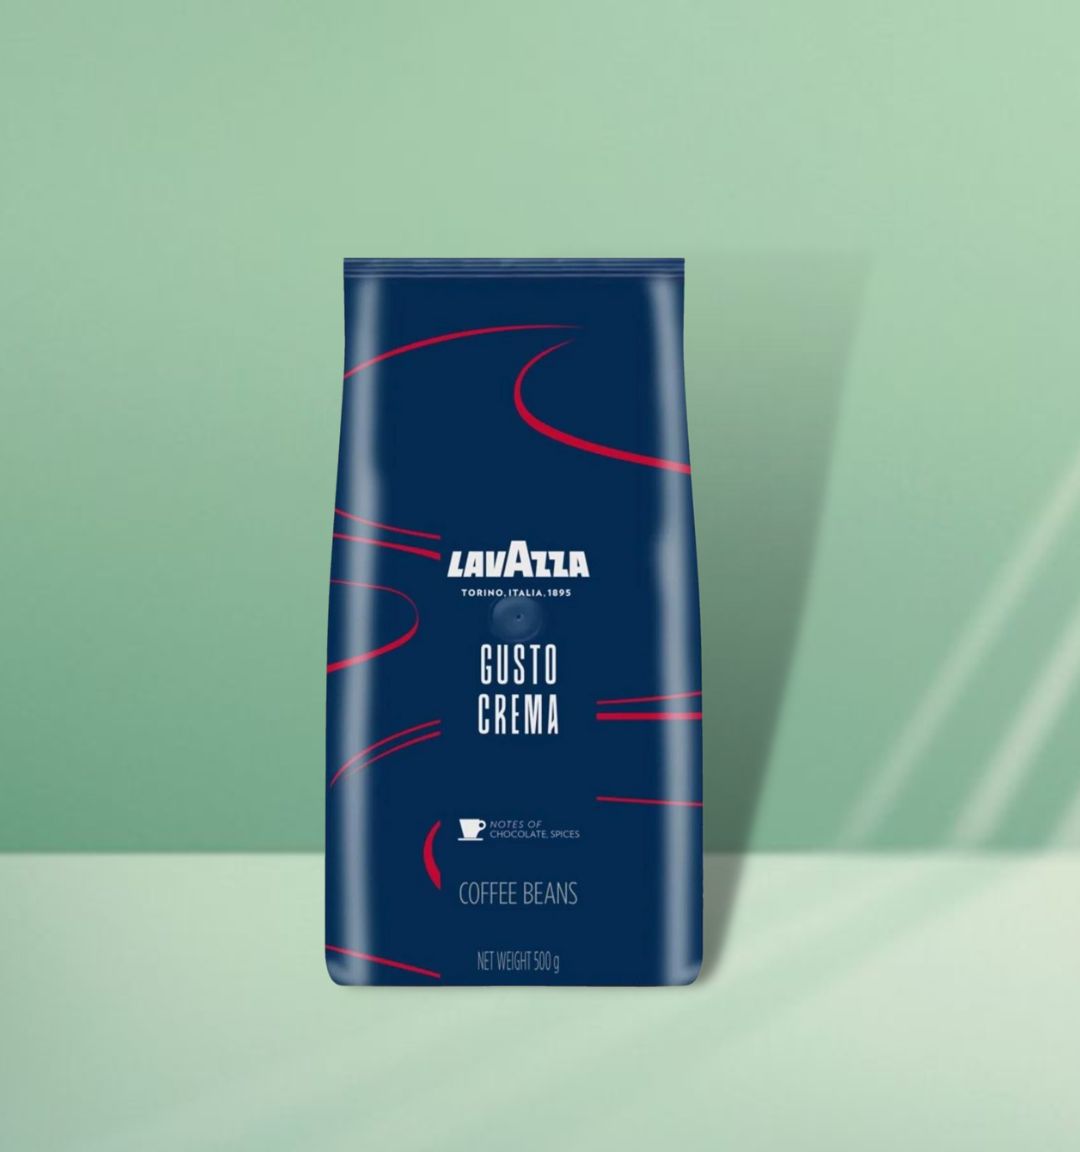 LAVAZZA
TORINO, ITALIA, 1895
GUSTO
CREMA
NOTES OF
CHOCOLATE, SPICES
COFFEE BEANS
NET WEIGHT 500 g